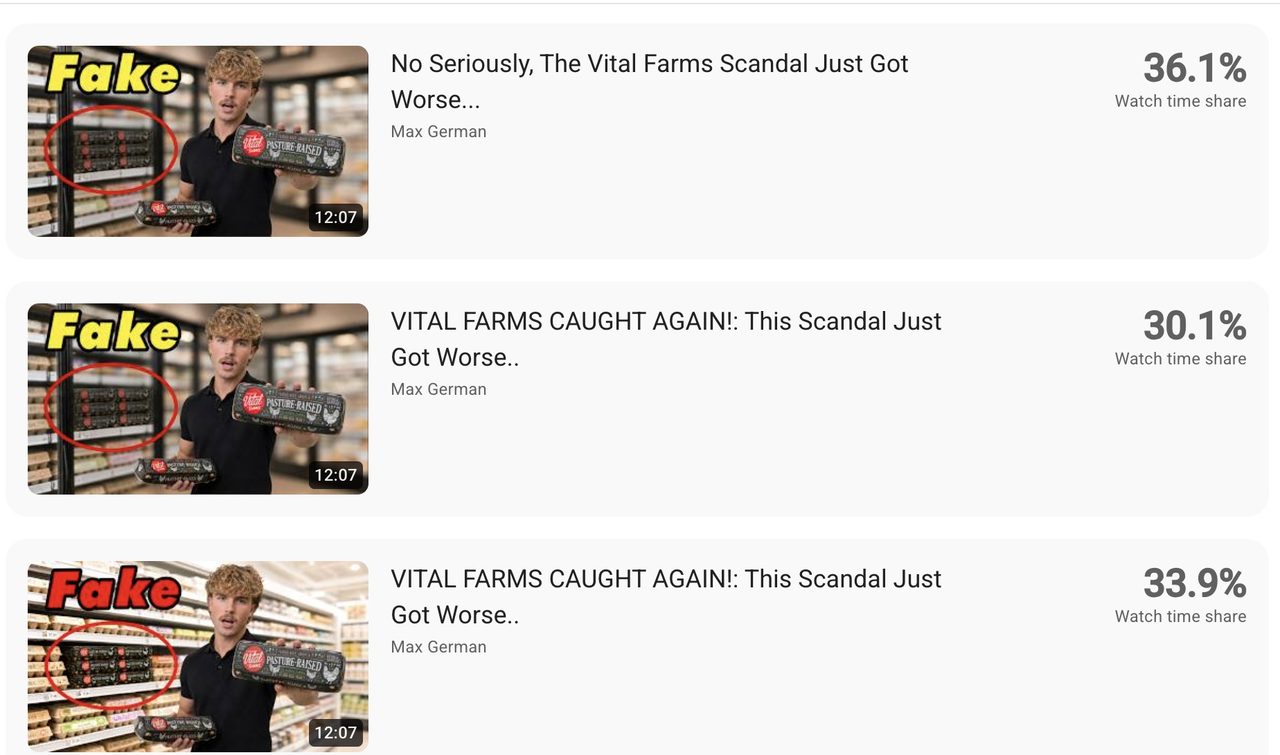 Fake
Vital Farms
PASTURE-RAISED
12:07
No Seriously, The Vital Farms Scandal Just Got
Worse...
Max German
36.1%
Watch time share
Fake
Vital Farms
PASTURE-RAISED
12:07
VITAL FARMS CAUGHT AGAIN!: This Scandal Just
Got Worse..
Max German
30.1%
Watch time share
Fake
Vital Farms
PASTURE-RAISED
12:07
VITAL FARMS CAUGHT AGAIN!: This Scandal Just
Got Worse..
Max German
33.9%
Watch time share